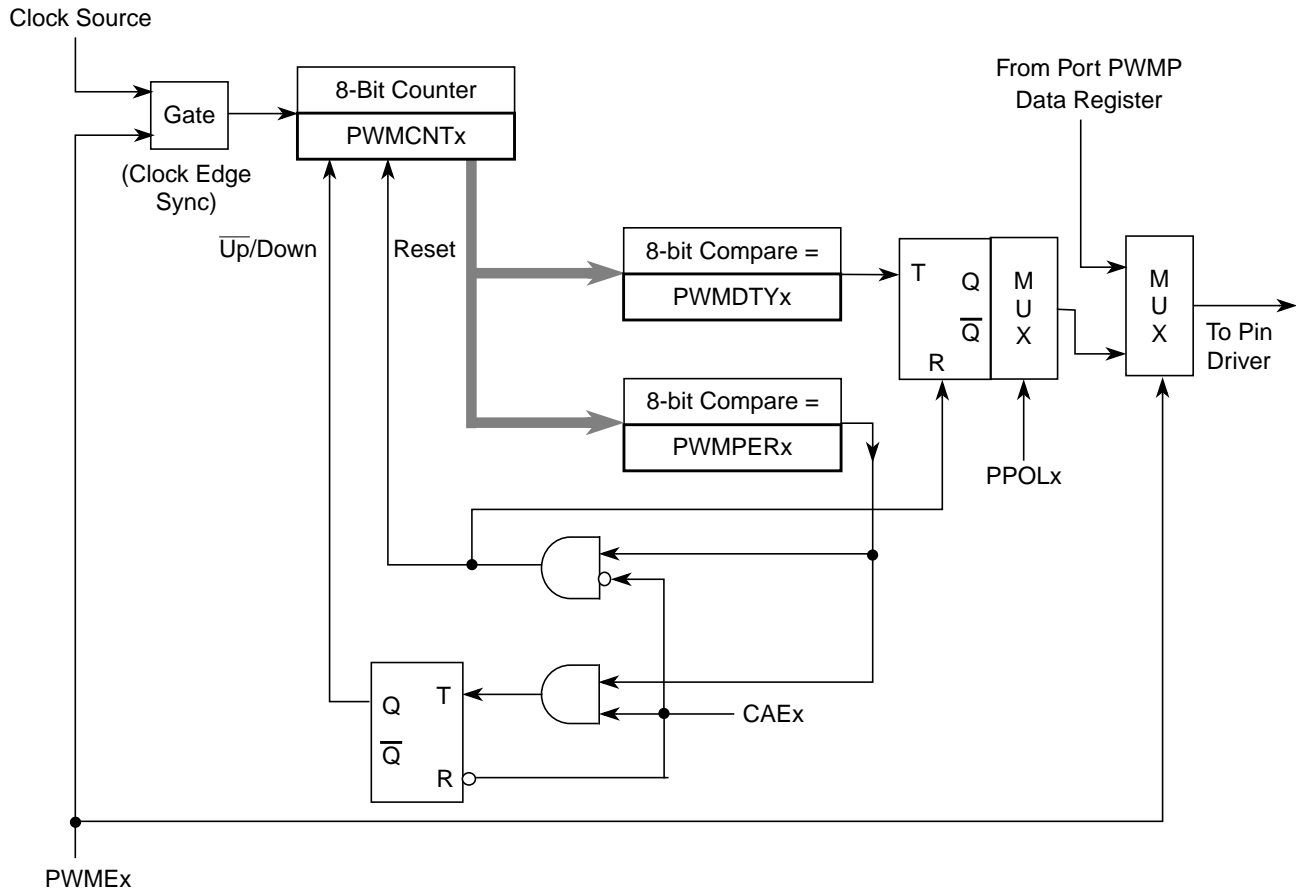 Clock Source
Gate
(Clock Edge
Sync)
8-Bit Counter
PWMCNTx
From Port PWMP
Data Register
U̅p̅/Down
Reset
8-bit Compare =
PWMDTYx
T
Q
Q̅
R
M
U
X
M
U
X
To Pin
Driver
8-bit Compare =
PWMPERx
PPOLx
Q
Q̅
T
R
CAEx
PWMEx